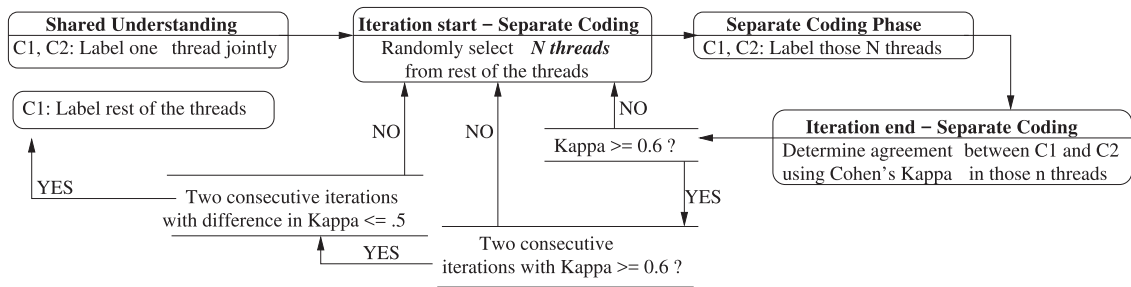 Shared Understanding
C1, C2: Label one thread jointly
Iteration start – Separate Coding
Randomly select N threads
from rest of the threads
Separate Coding Phase
C1, C2: Label those N threads
C1: Label rest of the threads
NO
NO
NO
Kappa >= 0.6 ?
Iteration end – Separate Coding
Determine agreement between C1 and C2
using Cohen's Kappa in those n threads
YES
Two consecutive iterations
with difference in Kappa <= .5
YES
YES
Two consecutive
iterations with Kappa >= 0.6 ?